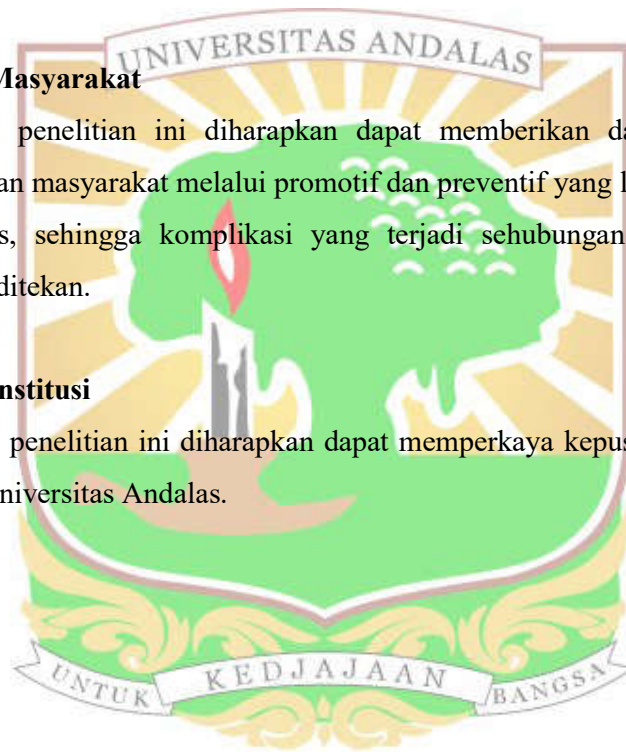 UNIVERSITAS ANDALAS
Masyarakat
penelitian ini diharapkan dapat memberikan da
an masyarakat melalui promotif dan preventif yang l
s, sehingga komplikasi yang terjadi sehubungan
ditekan.
nstitusi
penelitian ini diharapkan dapat memperkaya kepus
niversitas Andalas.
UNTUK KEDJAJAAN BANGSA